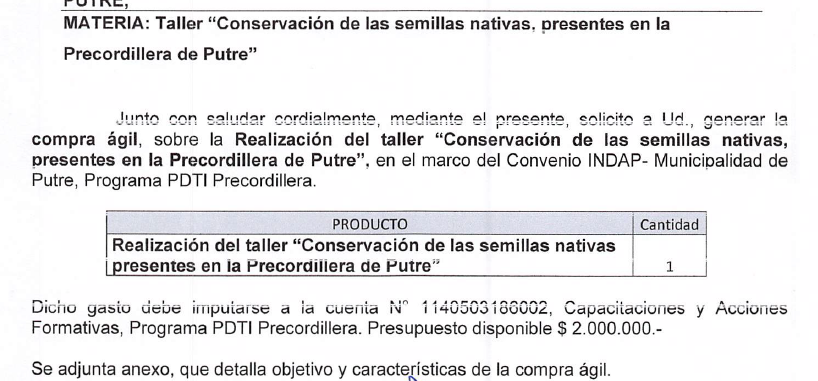 PUTRE,
MATERIA: Taller “Conservación de las semillas nativas, presentes en la
Precordillera de Putre”
Junto con saludar cordialmente, mediante el presente, solicito a Ud., generar la
compra ágil, sobre la Realización del taller “Conservación de las semillas nativas,
presentes en la Precordillera de Putre”, en el marco del Convenio INDAP- Municipalidad de
Putre, Programa PDTI Precordillera.
PRODUCTO Cantidad
Realización del taller “Conservación de las semillas nativas
presentes en la Precordillera de Putre” 1
Dicho gasto debe imputarse a la cuenta N° 1140503186002, Capacitaciones y Acciones
Formativas, Programa PDTI Precordillera. Presupuesto disponible $ 2.000.000.-
Se adjunta anexo, que detalla objetivo y características de la compra ágil.